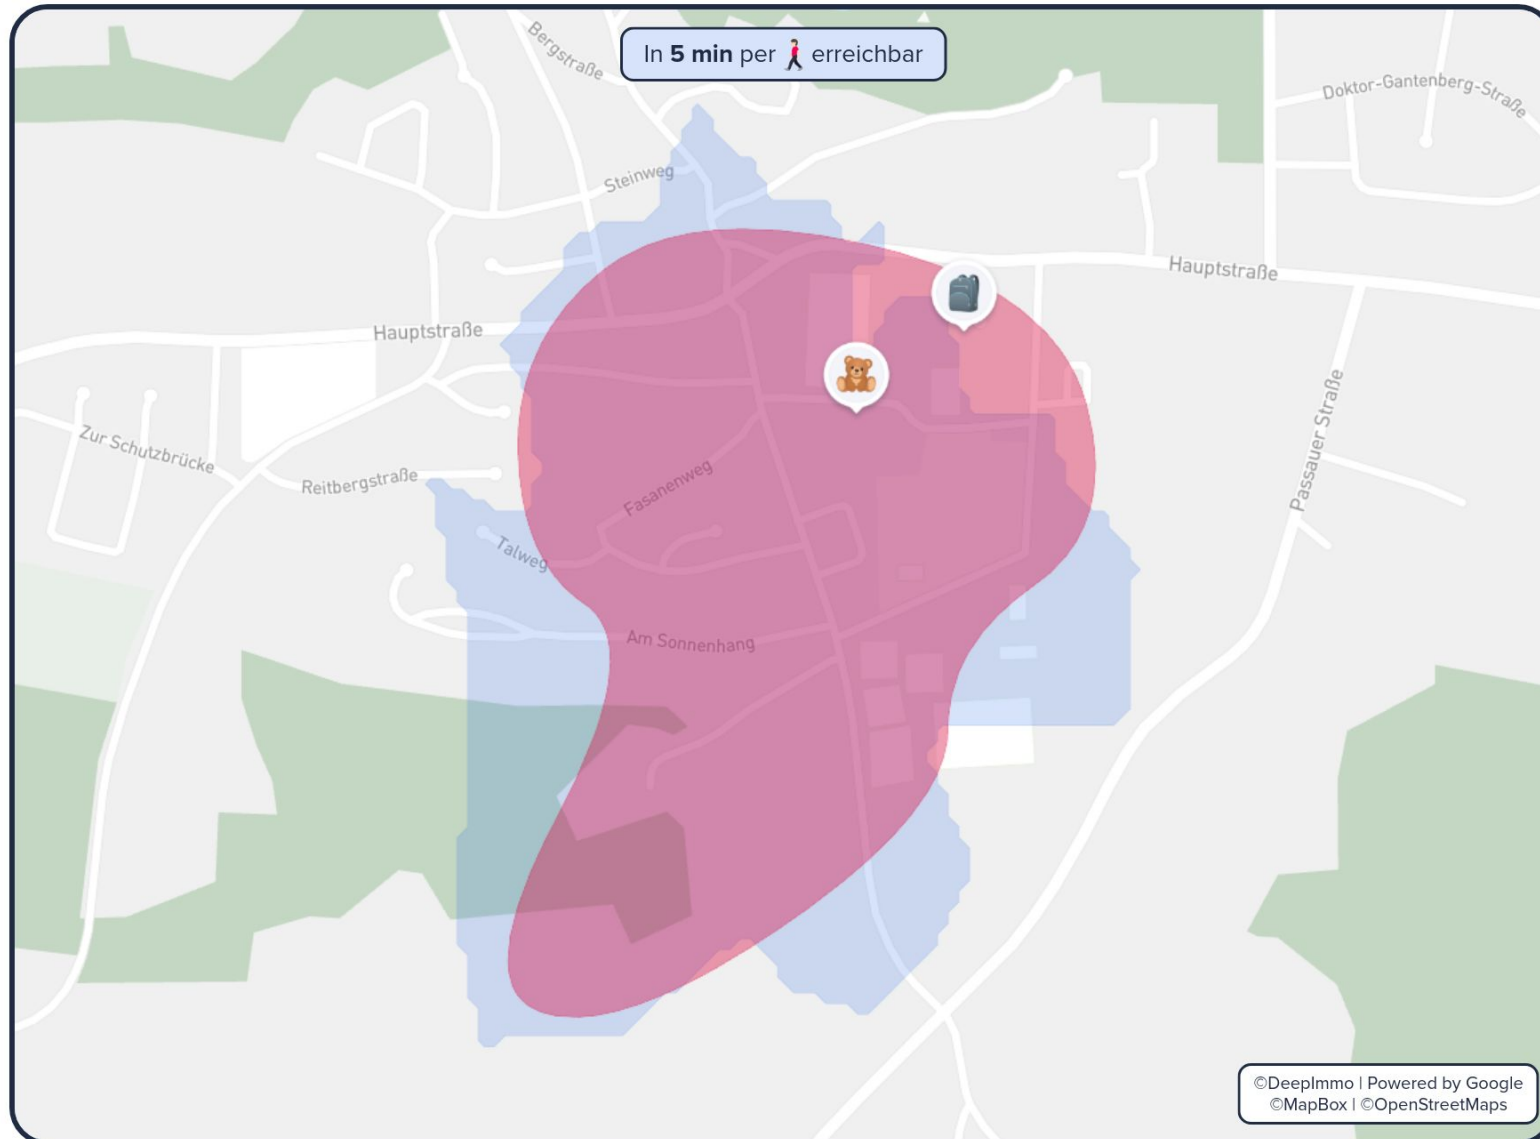 Bergstraße
In 5 min per 🚶 erreichbar
Doktor-Gantenberg-Straße
Steinweg
Hauptstraße
Hauptstraße
Zur Schutzbrücke
Reitbergstraße
Passauer Straße
Fasanenweg
Talweg
Am Sonnenhang
©DeepImmo | Powered by Google
©MapBox | ©OpenStreetMaps